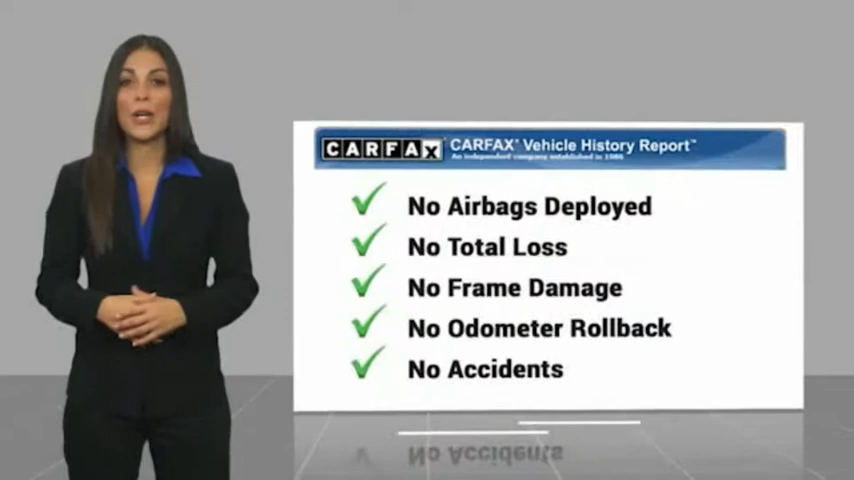 CARFAX CARFAX® Vehicle History Report™
An independent company established in 1986
No Airbags Deployed
No Total Loss
No Frame Damage
No Odometer Rollback
No Accidents
No Accidents